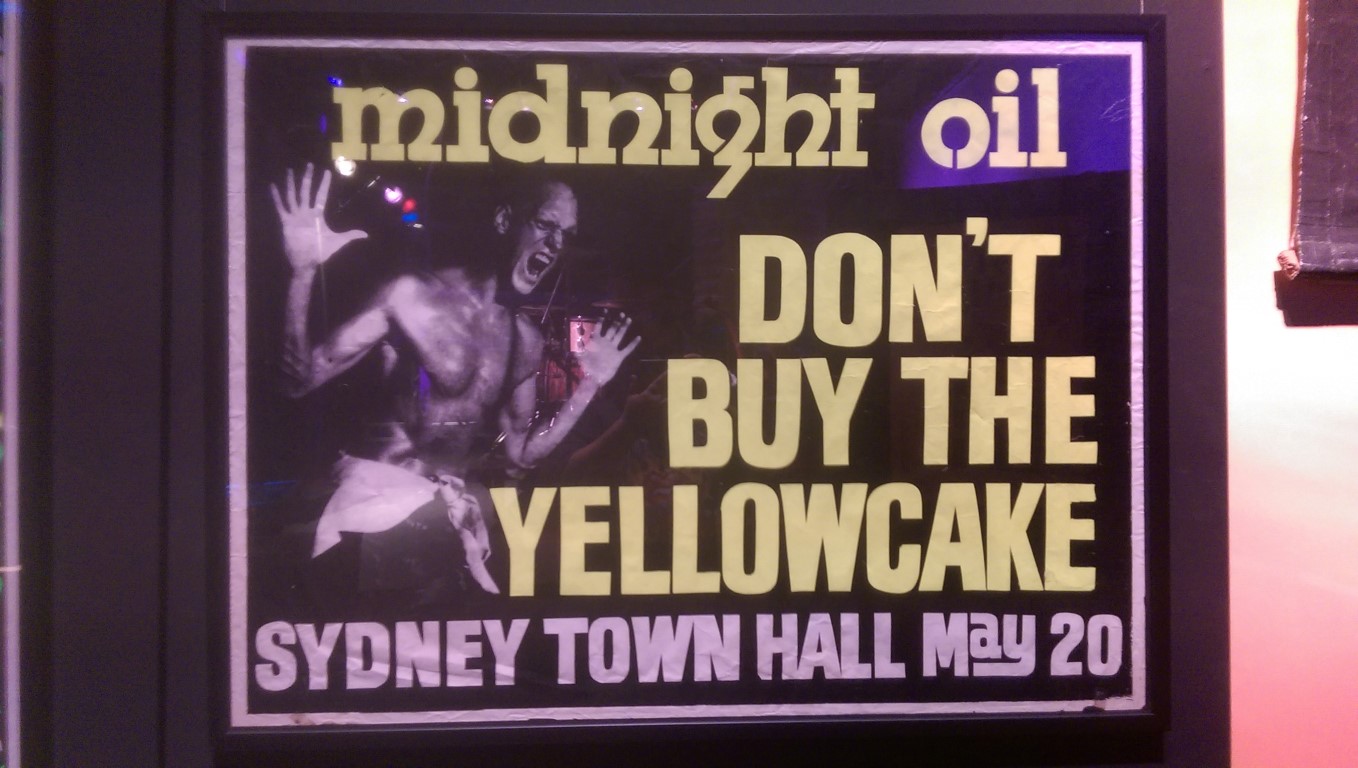 midnight oil
DON'T
BUY THE
YELLOWCAKE
SYDNEY TOWN HALL May 20